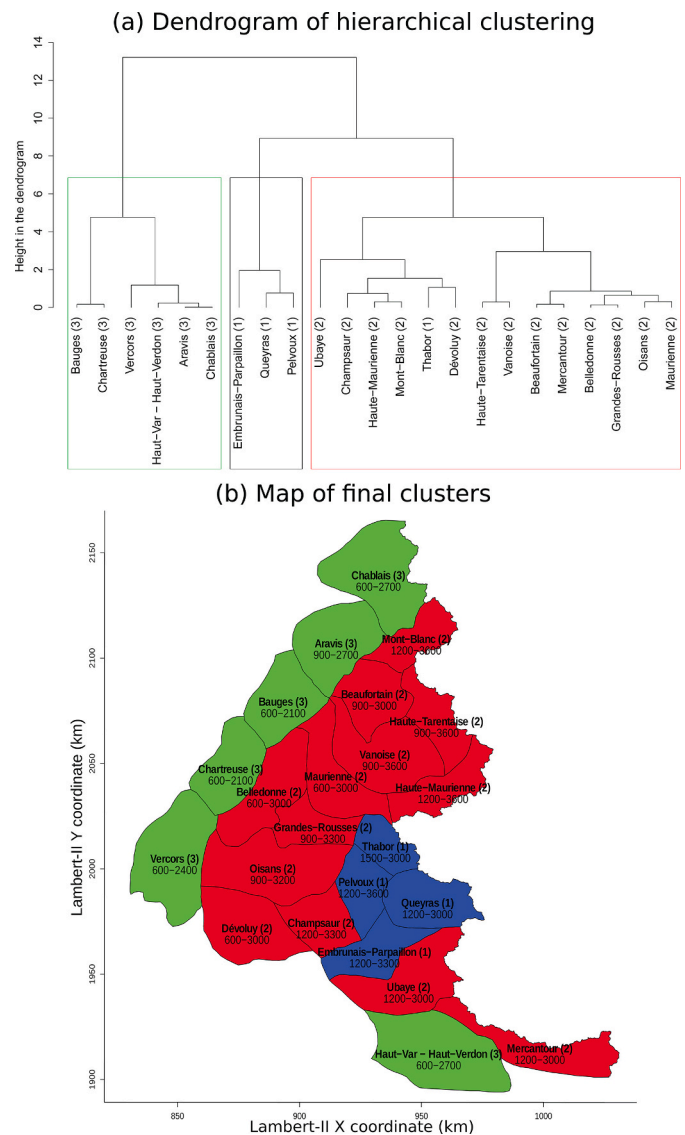 (a) Dendrogram of hierarchical clustering
Height in the dendrogram
14
12
10
8
6
4
2
0
Bauges (3)
Chartreuse (3)
Vercors (3)
Haut−Var − Haut−Verdon (3)
Aravis (3)
Chablais (3)
Embrunais−Parpaillon (1)
Queyras (1)
Pelvoux (1)
Ubaye (2)
Champsaur (2)
Haute−Maurienne (2)
Mont−Blanc (2)
Thabor (1)
Dévoluy (2)
Haute−Tarentaise (2)
Vanoise (2)
Beaufortain (2)
Mercantour (2)
Belledonne (2)
Grandes−Rousses (2)
Oisans (2)
Maurienne (2)
(b) Map of final clusters
Lambert-II Y coordinate (km)
2150
2100
2050
2000
1950
1900
Chablais (3)
600−2700
Mont−Blanc (2)
1200−3000
Aravis (3)
900−2700
Beaufortain (2)
900−3000
Bauges (3)
600−2100
Haute−Tarentaise (2)
900−3600
Vanoise (2)
900−3600
Chartreuse (3)
600−2100
Maurienne (2)
600−3000
Haute−Maurienne (2)
1200−3600
Belledonne (2)
600−3000
Grandes−Rousses (2)
900−3300
Thabor (1)
1500−3000
Vercors (3)
600−2400
Oisans (2)
900−3200
Pelvoux (1)
1200−3600
Queyras (1)
1200−3000
Dévoluy (2)
600−3000
Champsaur (2)
1200−3300
Embrunais−Parpaillon (1)
1200−3300
Ubaye (2)
1200−3000
Haut−Var − Haut−Verdon (3)
600−2700
Mercantour (2)
1200−3000
850
900
950
1000
Lambert-II X coordinate (km)